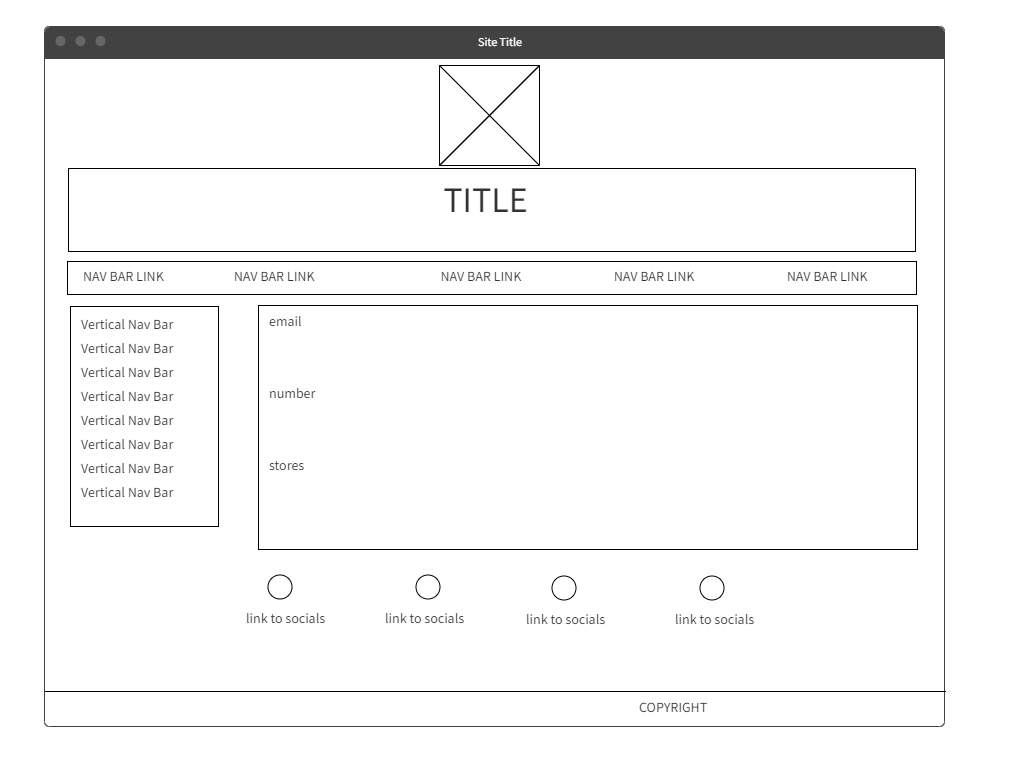 Site Title
TITLE
NAV BAR LINK NAV BAR LINK NAV BAR LINK NAV BAR LINK NAV BAR LINK
Vertical Nav Bar
Vertical Nav Bar
Vertical Nav Bar
Vertical Nav Bar
Vertical Nav Bar
Vertical Nav Bar
Vertical Nav Bar
Vertical Nav Bar
email
number
stores
link to socials link to socials link to socials link to socials
COPYRIGHT